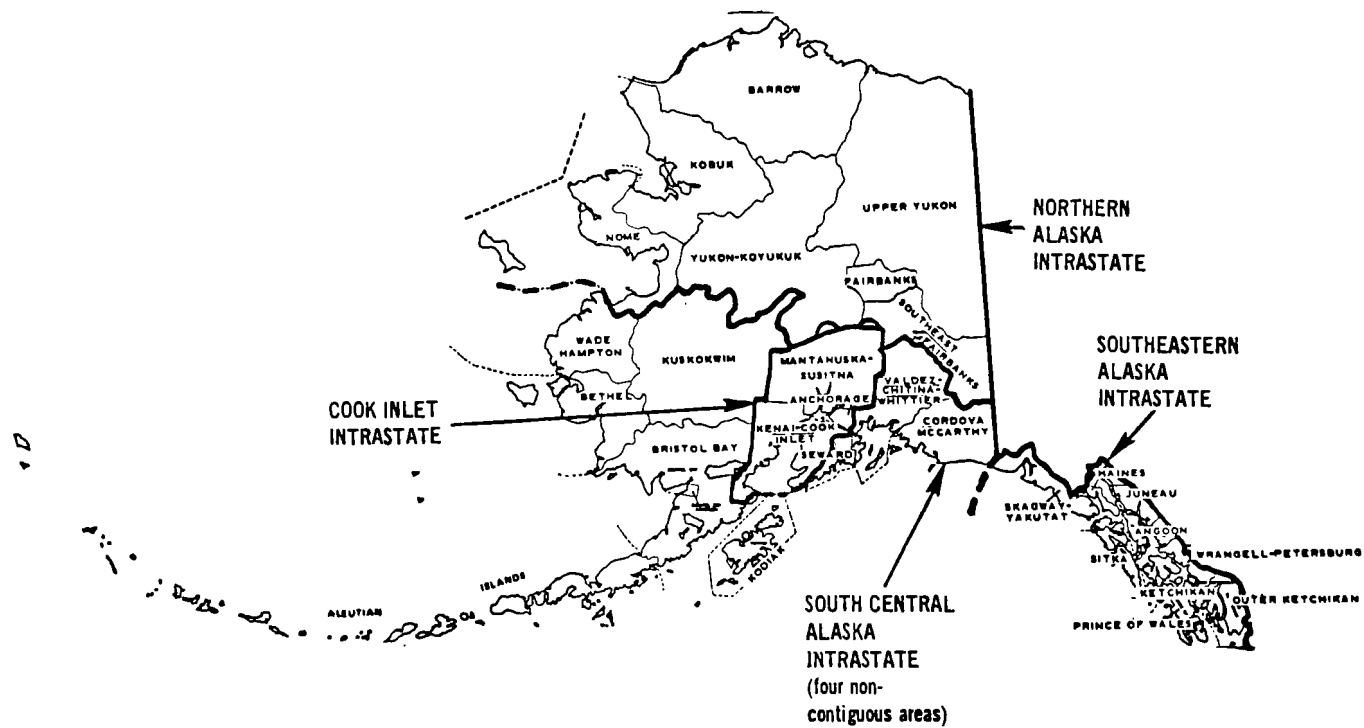 BARROW
KOBUK
UPPER YUKON
NORTHERN
ALASKA
INTRASTATE
NOME
YUKON-KOYUKUK
FAIRBANKS
SOUTHEAST
FAIRBANKS
WADE
HAMPTON
KUSKOKWIM
MANTANUSKA-
SUSITNA
SOUTHEASTERN
ALASKA
INTRASTATE
VALDEZ-
CHITINA-
WHITTIER
BETHEL
ANCHORAGE
COOK INLET
INTRASTATE
KENAI-COOK
INLET
CORDOVA
MCCARTHY
BRISTOL BAY
SEWARD
HAINES
JUNEAU
SKAGWAY-
YAKUTAT
ANGOON
SITKA
WRANGELL-PETERSBURG
KODIAK
ISLANDS
ALEUTIAN
KETCHIKAN
OUTER KETCHIKAN
PRINCE OF WALES
SOUTH CENTRAL
ALASKA
INTRASTATE
(four non-
contiguous areas)